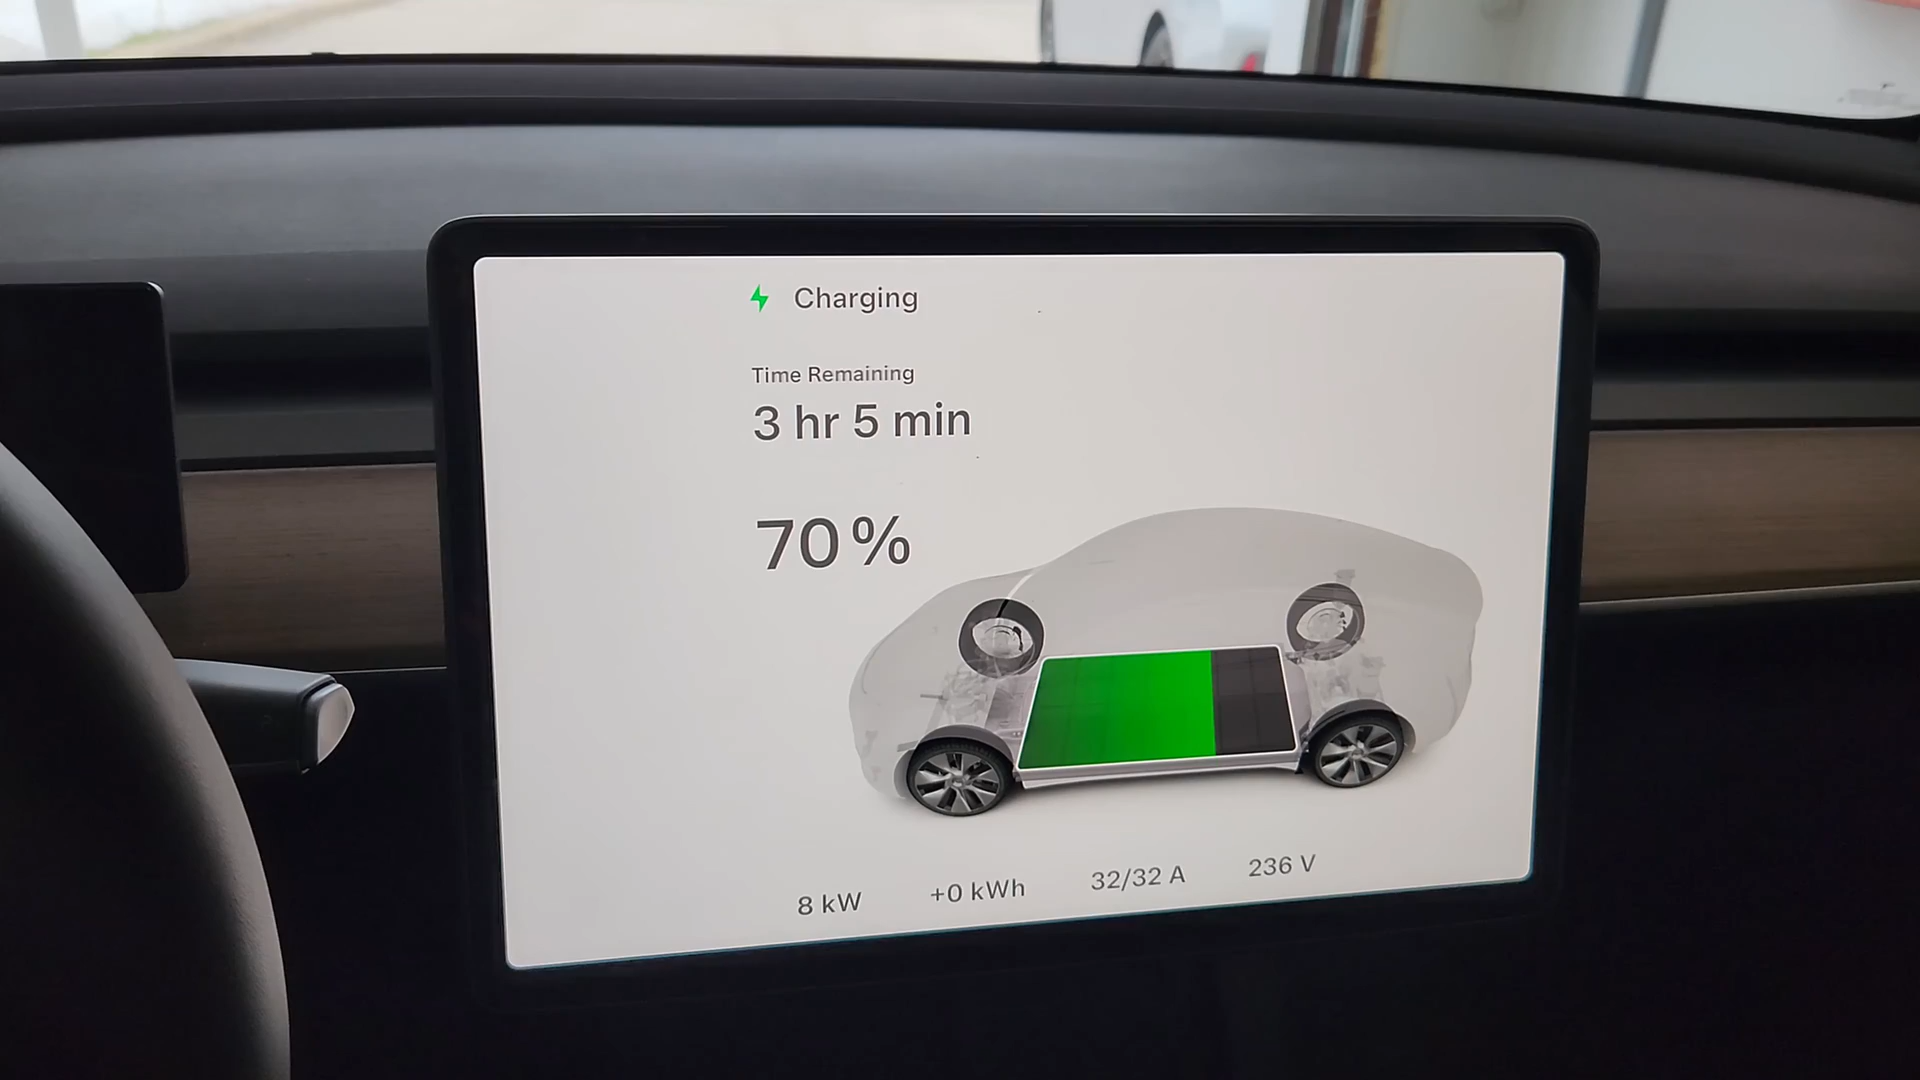 Charging
Time Remaining
3 hr 5 min
70%
8 kW +0 kWh 32/32 A 236 V